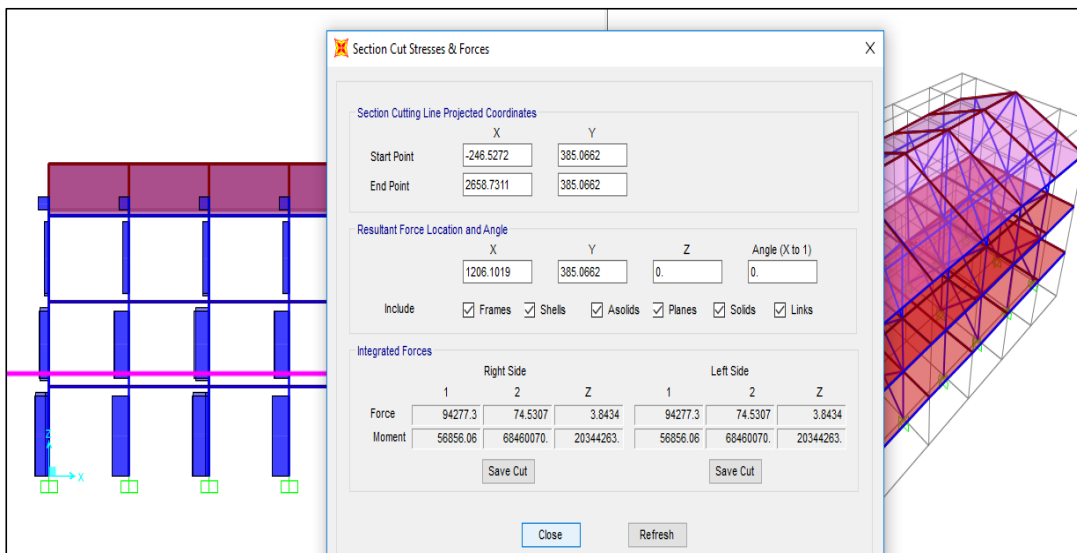 Section Cut Stresses & Forces
X
Section Cutting Line Projected Coordinates
X Y
Start Point -246.5272 385.0662
End Point 2658.7311 385.0662
Resultant Force Location and Angle
X Y Z Angle (X to 1)
1206.1019 385.0662 0. 0.
Include Frames Shells Asolids Planes Solids Links
Integrated Forces
Right Side Left Side
1 2 Z 1 2 Z
Force 94277.3 74.5307 3.8434 94277.3 74.5307 3.8434
Moment 56856.06 68460070. 20344263. 56856.06 68460070. 20344263.
Save Cut Save Cut
Close Refresh
Z
X